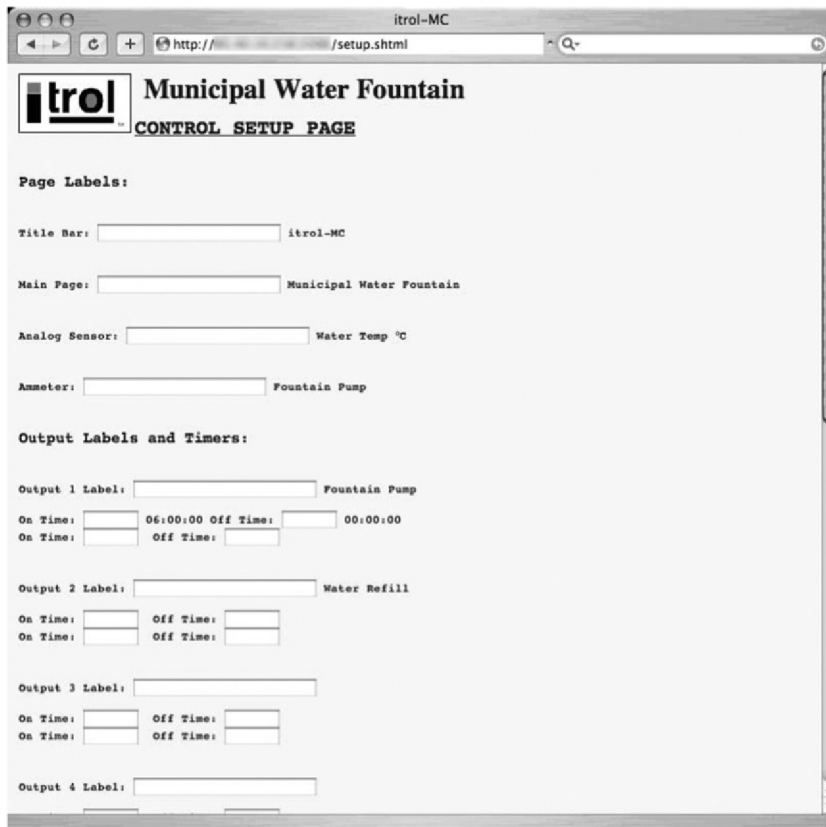 itrol-MC
http:// /setup.shtml
itrol
Municipal Water Fountain
CONTROL SETUP PAGE
Page Labels:
Title Bar: itrol-MC
Main Page: Municipal Water Fountain
Analog Sensor: Water Temp °C
Ammeter: Fountain Pump
Output Labels and Timers:
Output 1 Label: Fountain Pump
On Time: 06:00:00 Off Time: 00:00:00
On Time: Off Time:
Output 2 Label: Water Refill
On Time: Off Time:
On Time: Off Time:
Output 3 Label:
On Time: Off Time:
On Time: Off Time:
Output 4 Label: